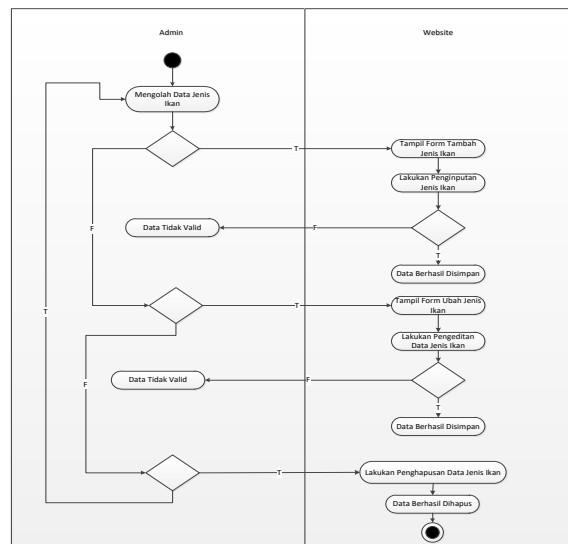 Admin
Website
Mengolah Data Jenis
Ikan
T
Tampil Form Tambah
Jenis Ikan
Lakukan Penginputan
Jenis Ikan
F
Data Tidak Valid
F
T
Data Berhasil Disimpan
T
T
Tampil Form Ubah Jenis
Ikan
Lakukan Pengeditan
Data Jenis Ikan
F
Data Tidak Valid
F
T
Data Berhasil Disimpan
T
Lakukan Penghapusan Data Jenis Ikan
Data Berhasil Dihapus